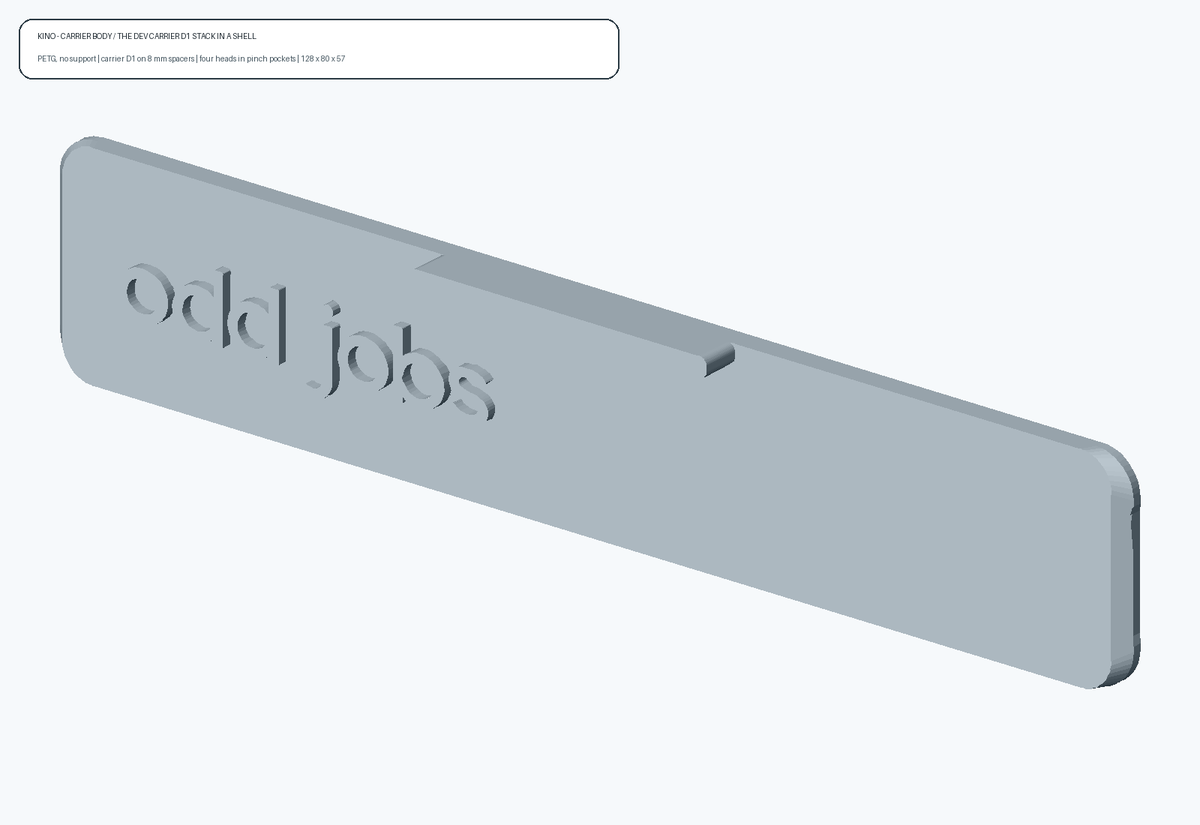 KINO - CARRIER BODY / THE DEV CARRIER D1 STACK IN A SHELL
PETG, no support | carrier D1 on 8 mm spacers | four heads in pinch pockets | 128 x 80 x 57
odd jobs